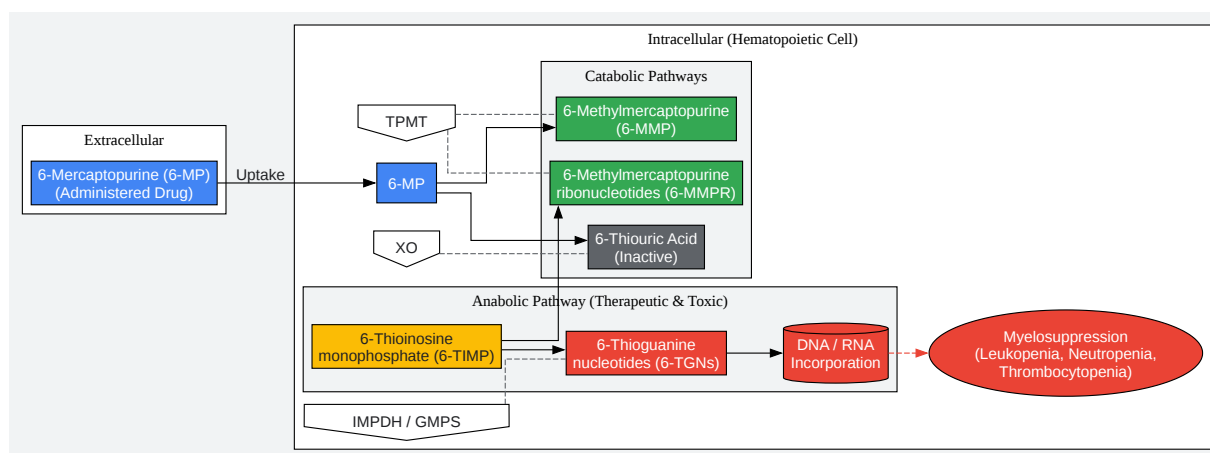 Intracellular (Hematopoietic Cell)
Catabolic Pathways
6-Methylmercaptopurine
(6-MMP)
TPMT
Extracellular
6-Mercaptopurine (6-MP)
(Administered Drug)
Uptake
6-MP
6-Methylmercaptopurine
ribonucleotides (6-MMPR)
XO
6-Thiouric Acid
(Inactive)
Anabolic Pathway (Therapeutic & Toxic)
6-Thioinosine
monophosphate (6-TIMP)
6-Thioguanine
nucleotides (6-TGNs)
DNA / RNA
Incorporation
Myelosuppression
(Leukopenia, Neutropenia,
Thrombocytopenia)
IMPDH / GMPS